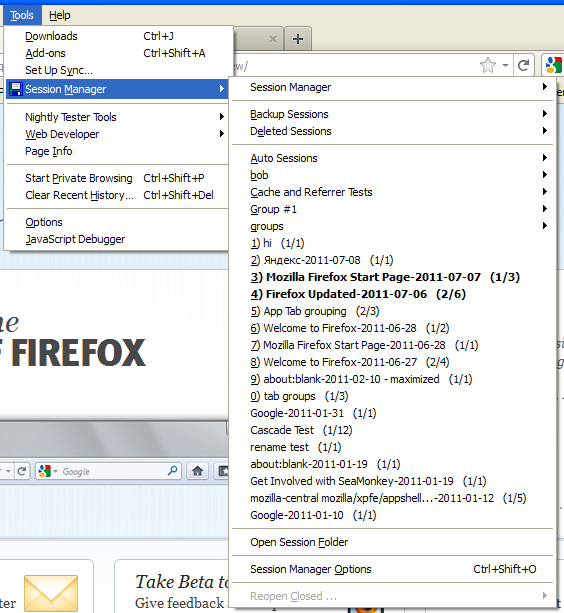 Tools Help
Downloads Ctrl+J
Add-ons Ctrl+Shift+A
Set Up Sync...
Session Manager
Nightly Tester Tools
Web Developer
Page Info
Start Private Browsing Ctrl+Shift+P
Clear Recent History... Ctrl+Shift+Del
Options
JavaScript Debugger
Session Manager
Backup Sessions
Deleted Sessions
Auto Sessions
bob
Cache and Referrer Tests
Group #1
groups
1) hi (1/1)
2) Яндекс-2011-07-08 (1/1)
3) Mozilla Firefox Start Page-2011-07-07 (1/3)
4) Firefox Updated-2011-07-06 (2/6)
5) App Tab grouping (2/3)
6) Welcome to Firefox-2011-06-28 (1/2)
7) Mozilla Firefox Start Page-2011-06-28 (1/1)
8) Welcome to Firefox-2011-06-27 (2/4)
9) about:blank-2011-02-10 - maximized (1/1)
0) tab groups (1/3)
Google-2011-01-31 (1/1)
Cascade Test (1/12)
rename test (1/1)
about:blank-2011-01-19 (1/1)
Get Involved with SeaMonkey-2011-01-19 (1/1)
mozilla-central mozilla/xpfe/appshell...-2011-01-12 (1/5)
Google-2011-01-10 (1/1)
Open Session Folder
Session Manager Options Ctrl+Shift+O
Reopen Closed ...
FIREFOX
Google
Take Beta to
Give feedback